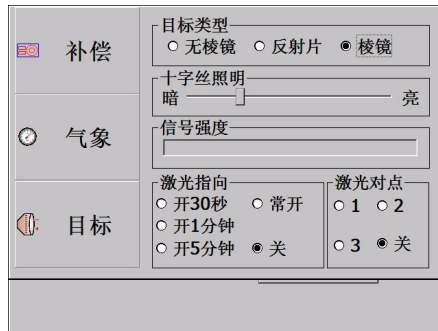 补偿
气象
目标
目标类型
无棱镜 反射片 棱镜
十字丝照明
暗 亮
信号强度
激光指向
开30秒 常开
开1分钟
开5分钟 关
激光对点
1 2
3 关